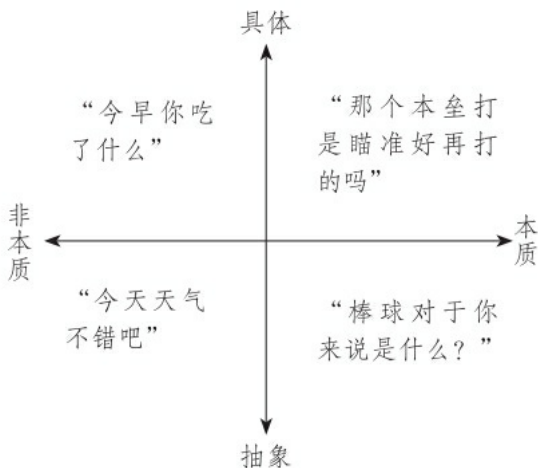 具体
“今早你吃
了什么”
“那个本垒打
是瞄准好再打
的吗”
非本质
本质
“今天天气
不错吧”
“棒球对于你
来说是什么？”
抽象